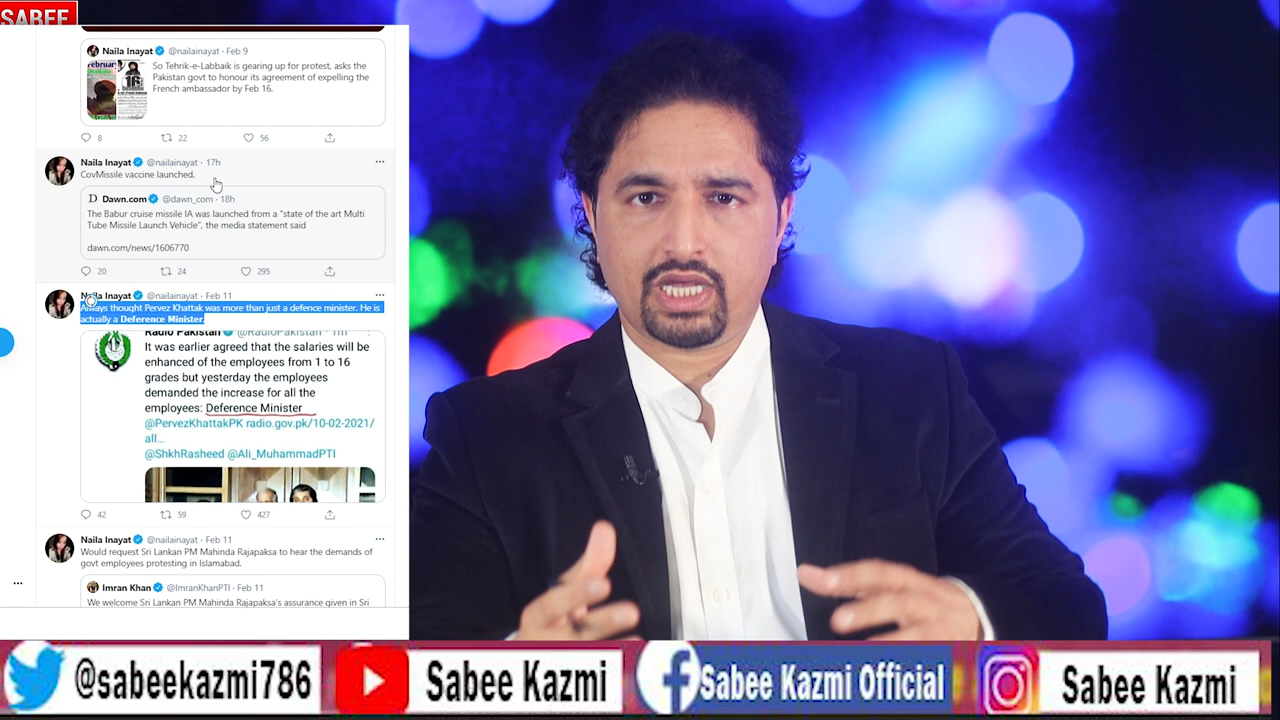 SABEE
Naila Inayat @nailainayat · Feb 9
So Tehrik-e-Labbaik is gearing up for protest, asks the
Pakistan govt to honour its agreement of expelling the
French ambassador by Feb 16.
8 22 56
Naila Inayat @nailainayat · 17h
CovMissile vaccine launched.
D Dawn.com @dawn_com · 18h
The Babur cruise missile IA was launched from a "state of the art Multi
Tube Missile Launch Vehicle", the media statement said
dawn.com/news/1606770
20 24 295
Naila Inayat @nailainayat · Feb 11
Always thought Pervez Khattak was more than just a defence minister. He is
actually a Deference Minister.
Radio Pakistan @RadioPakistan · 11h
It was earlier agreed that the salaries will be
enhanced of the employees from 1 to 16
grades but yesterday the employees
demanded the increase for all the
employees: Deference Minister
@PervezKhattakPK radio.gov.pk/10-02-2021/
all...
@ShkhRasheed @Ali_MuhammadPTI
42 59 427
Naila Inayat @nailainayat · Feb 11
Would request Sri Lankan PM Mahinda Rajapaksa to hear the demands of
govt employees protesting in Islamabad.
Imran Khan @ImranKhanPTI · Feb 11
We welcome Sri Lankan PM Mahinda Rajapaksa's assurance given in Sri
@sabeekazmi786 Sabee Kazmi Sabee Kazmi Official Sabee Kazmi